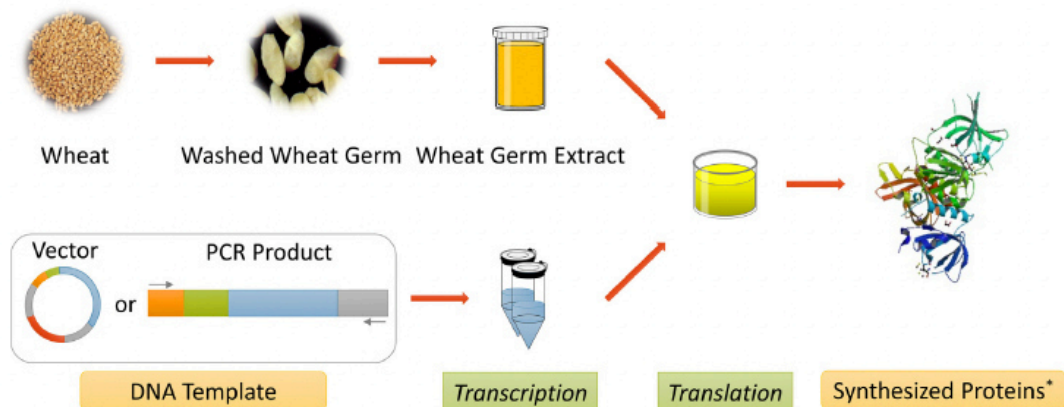 Wheat
Washed Wheat Germ
Wheat Germ Extract
Vector
PCR Product
or
DNA Template
Transcription
Translation
Synthesized Proteins*